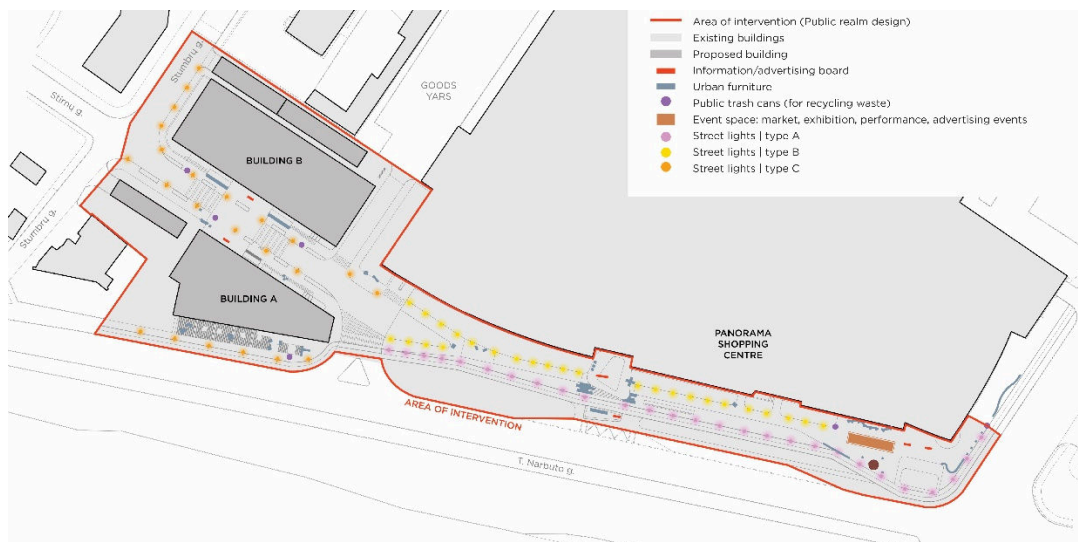 Area of intervention (Public realm design)
Existing buildings
Proposed building
Information/advertising board
Urban furniture
Public trash cans (for recycling waste)
Event space: market, exhibition, performance, advertising events
Street lights | type A
Street lights | type B
Street lights | type C
Stumbru g.
Stirnu g.
GOODS
YARS
BUILDING B
Stumbru g.
BUILDING A
PANORAMA
SHOPPING
CENTRE
AREA OF INTERVENTION
T. Narbuto g.